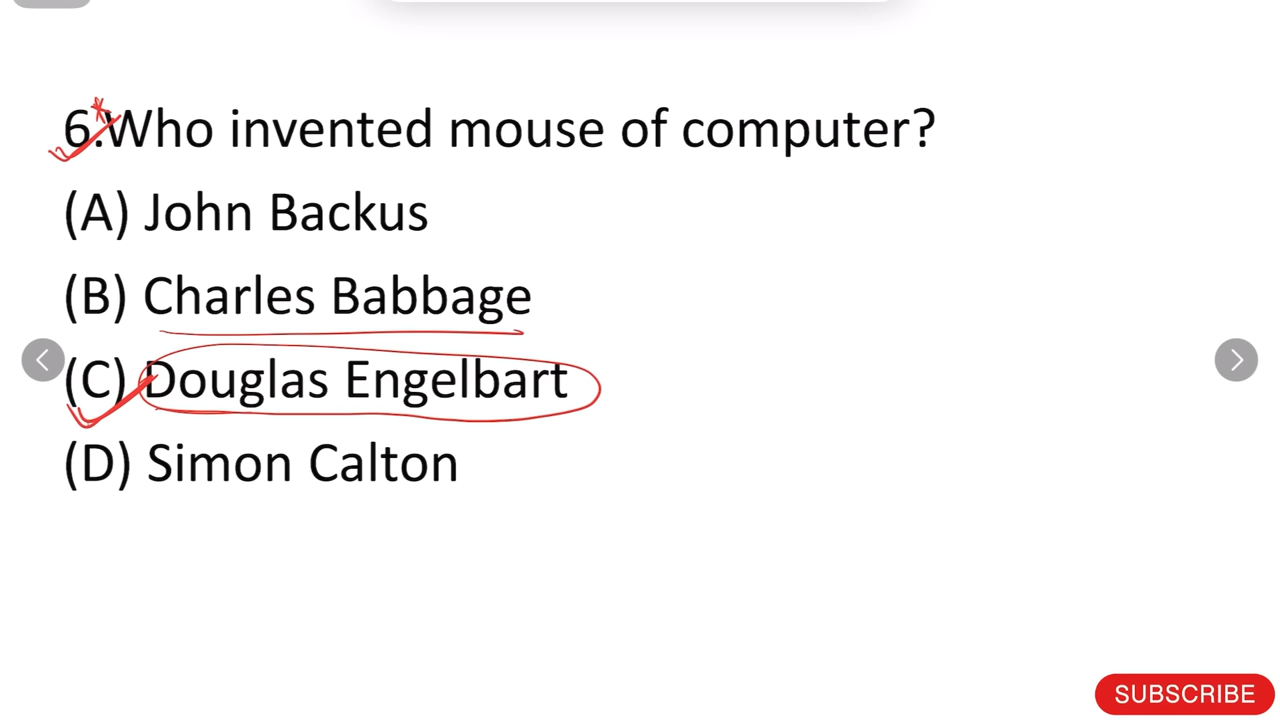 6.Who invented mouse of computer?
(A) John Backus
(B) Charles Babbage
(C) Douglas Engelbart
(D) Simon Calton
SUBSCRIBE